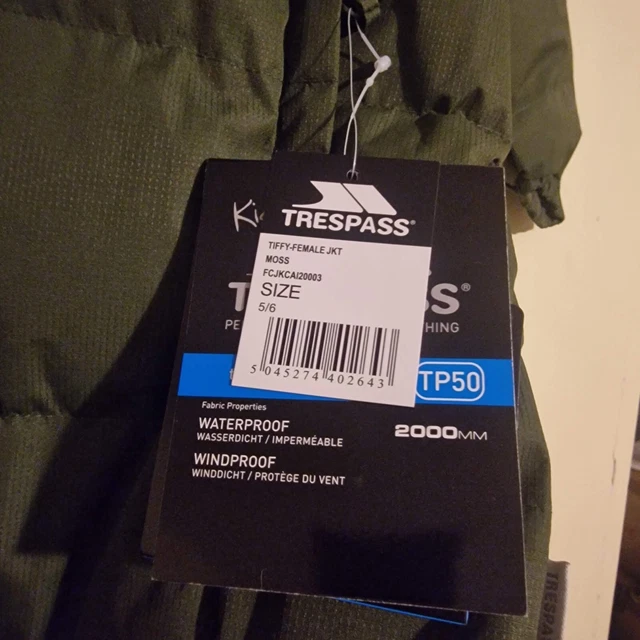 TRESPASS®
TIFFY-FEMALE JKT
MOSS
FCJKCAI20003
SIZE
5/6
5 045274 402643
®
TP50
Fabric Properties
WATERPROOF
WASSERDICHT / IMPERMÉABLE
2000MM
WINDPROOF
WINDDICHT / PROTÈGE DU VENT